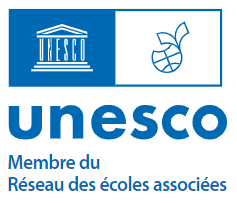 UNESCO
unesco
Membre du
Réseau des écoles associées